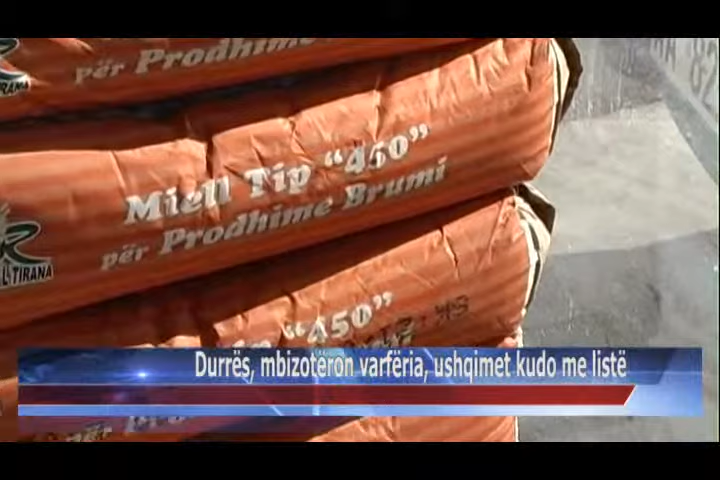 për Prodhime
Miell Tip "450"
për Prodhime Brumi
TIRANA
"450"
Durrës, mbizotëron varfëria, ushqimet kudo me listë